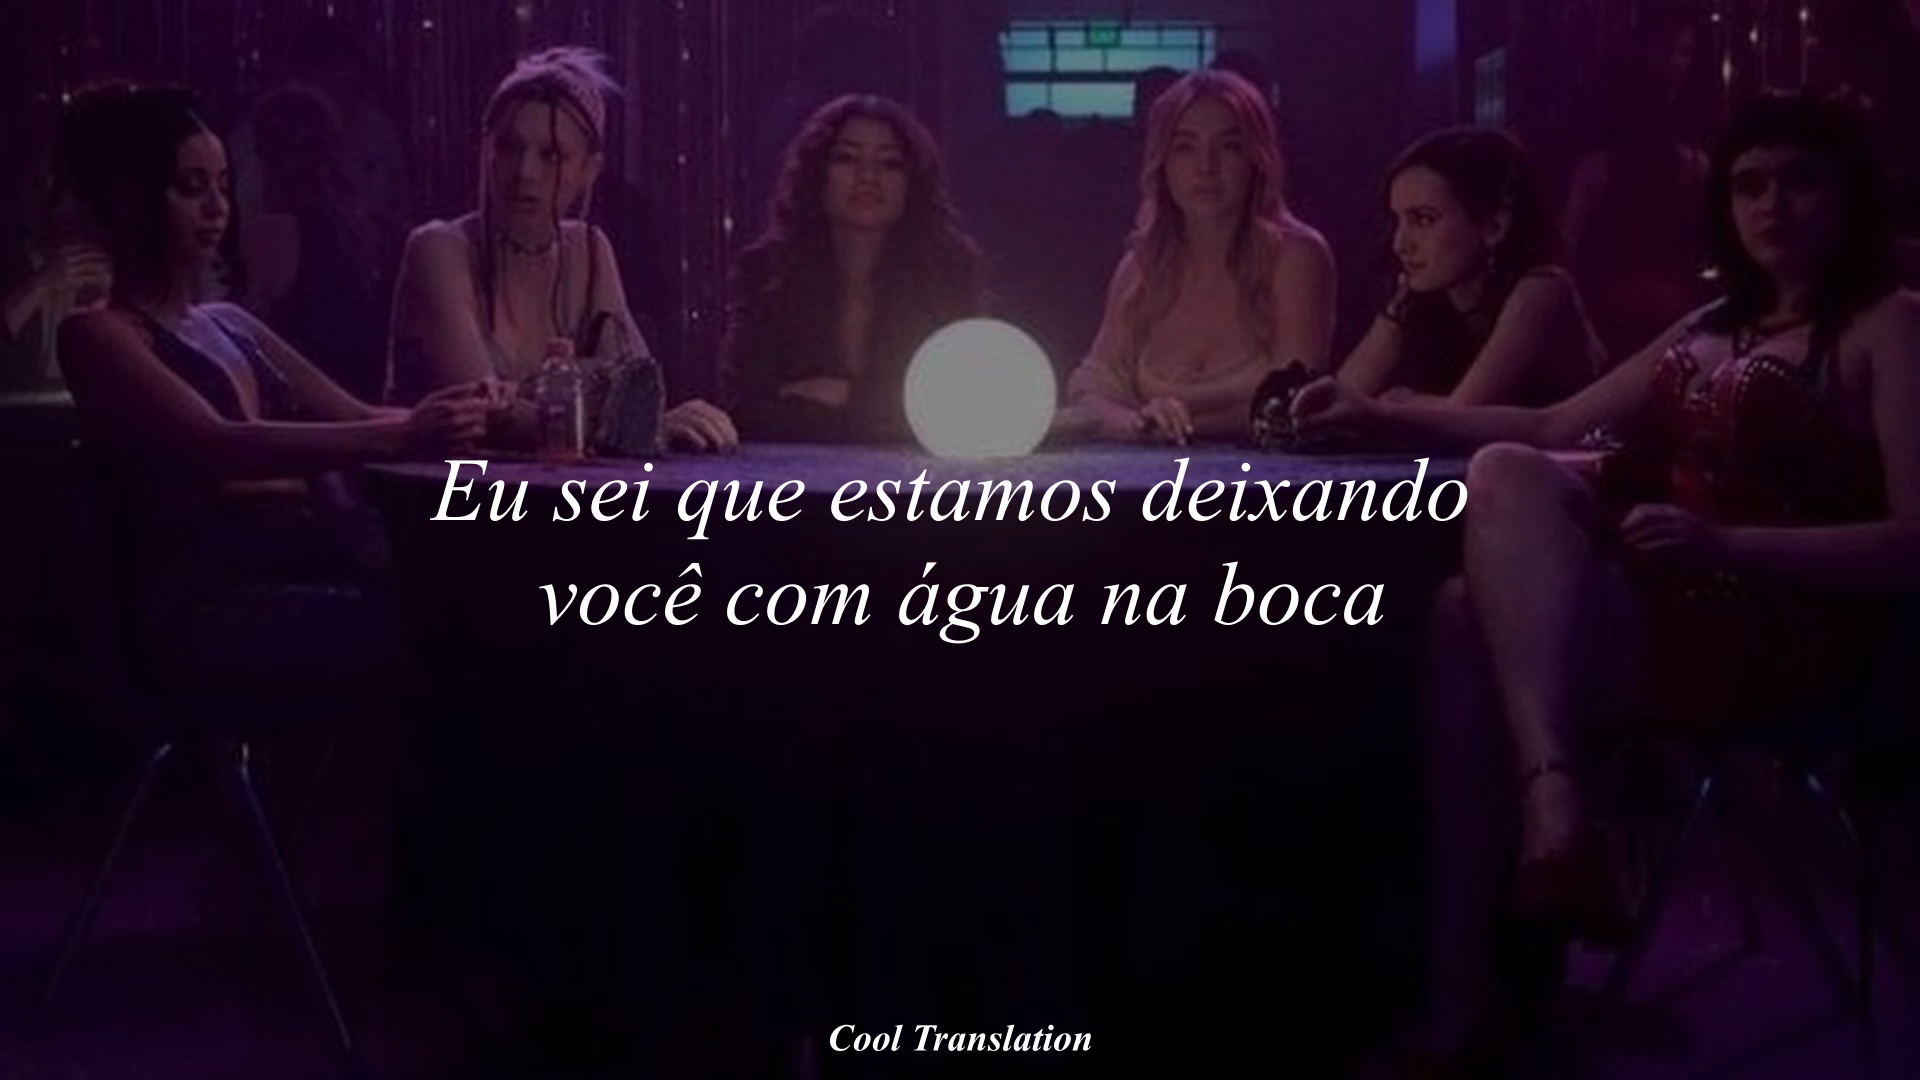 Eu sei que estamos deixando
você com água na boca
Cool Translation